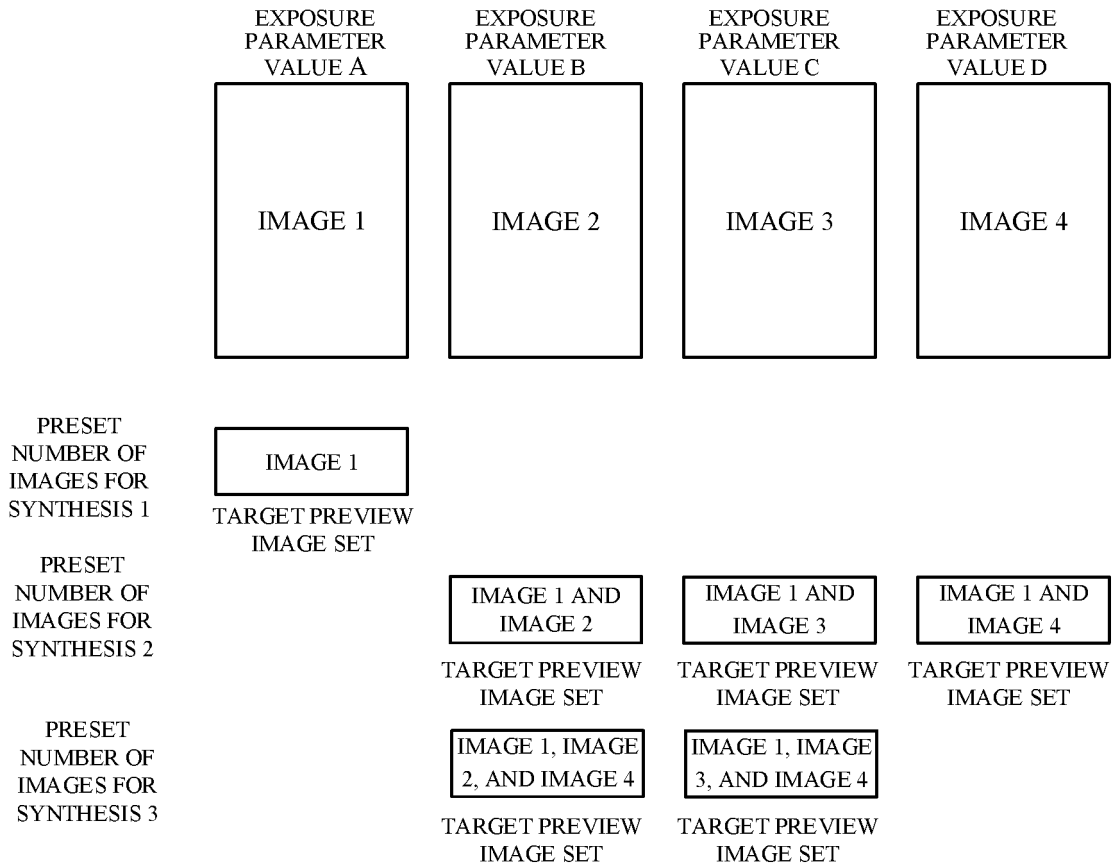 EXPOSURE
PARAMETER
VALUE A
EXPOSURE
PARAMETER
VALUE B
EXPOSURE
PARAMETER
VALUE C
EXPOSURE
PARAMETER
VALUE D
IMAGE 1
IMAGE 2
IMAGE 3
IMAGE 4
PRESET
NUMBER OF
IMAGES FOR
SYNTHESIS 1
IMAGE 1
TARGET PREVIEW
IMAGE SET
PRESET
NUMBER OF
IMAGES FOR
SYNTHESIS 2
IMAGE 1 AND
IMAGE 2
TARGET PREVIEW
IMAGE SET
IMAGE 1 AND
IMAGE 3
TARGET PREVIEW
IMAGE SET
IMAGE 1 AND
IMAGE 4
TARGET PREVIEW
IMAGE SET
PRESET
NUMBER OF
IMAGES FOR
SYNTHESIS 3
IMAGE 1, IMAGE
2, AND IMAGE 4
TARGET PREVIEW
IMAGE SET
IMAGE 1, IMAGE
3, AND IMAGE 4
TARGET PREVIEW
IMAGE SET